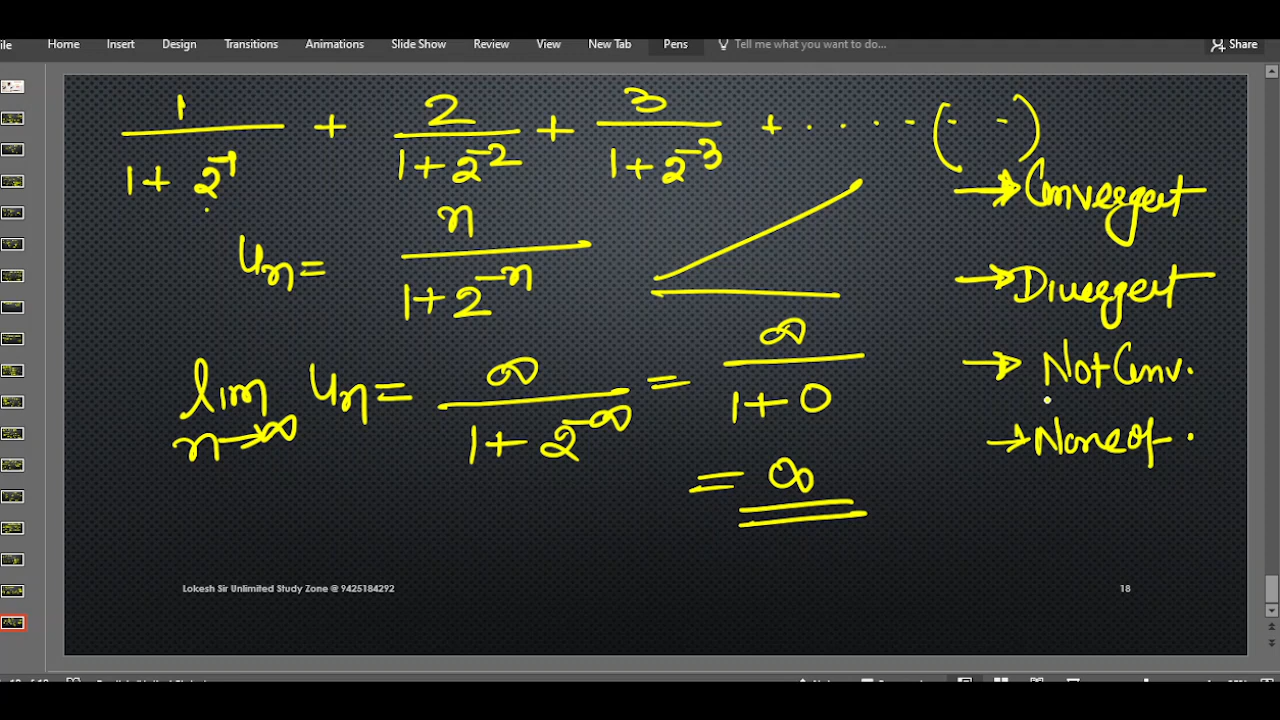 File Home Insert Design Transitions Animations Slide Show Review View New Tab Pens Tell me what you want to do... Share
1/(1 + 2^-1) + 2/(1 + 2^-2) + 3/(1 + 2^-3) + ..... ( - - )
→ Convergent
un = n/(1 + 2^-n)
→ Divergent
lim n→∞ un = ∞/(1 + 2^-∞) = ∞/(1 + 0)
→ Not Conv.
→ None of .
= ∞
Lokesh Sir Unlimited Study Zone @ 9425184292 18